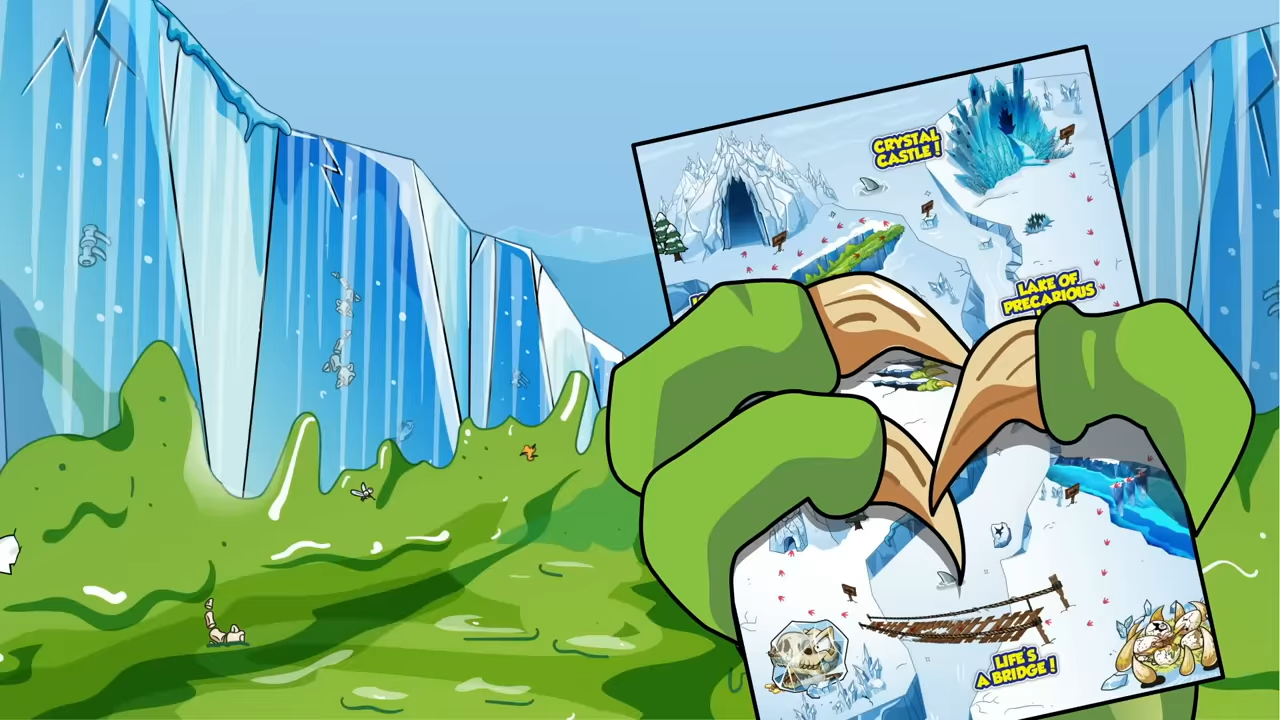 CRYSTAL
CASTLE!
LAKE OF
PRECARIOUS
LIFE'S
A BRIDGE!